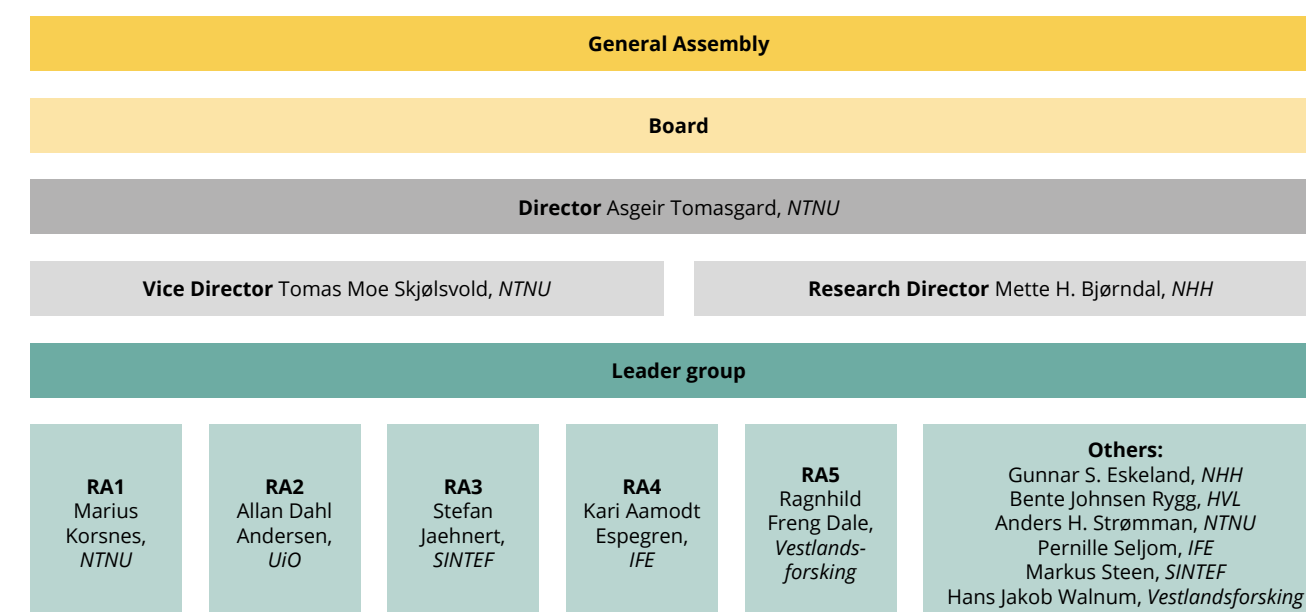 General Assembly
Board
Director Asgeir Tomasgard, NTNU
Vice Director Tomas Moe Skjølsvold, NTNU
Research Director Mette H. Bjørndal, NHH
Leader group
RA1
Marius
Korsnes,
NTNU
RA2
Allan Dahl
Andersen,
UiO
RA3
Stefan
Jaehnert,
SINTEF
RA4
Kari Aamodt
Espegren,
IFE
RA5
Ragnhild
Freng Dale,
Vestlands-
forsking
Others:
Gunnar S. Eskeland, NHH
Bente Johnsen Rygg, HVL
Anders H. Strømman, NTNU
Pernille Seljom, IFE
Markus Steen, SINTEF
Hans Jakob Walnum, Vestlandsforsking